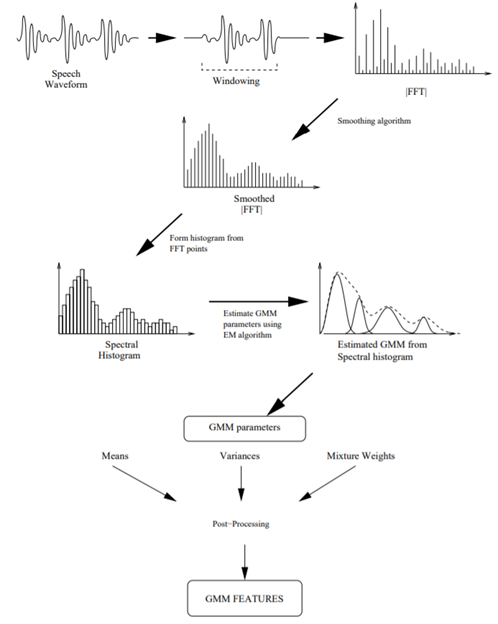 Speech
Waveform
Windowing
|FFT|
Smoothing algorithm
Smoothed
|FFT|
Form histogram from
FFT points
Spectral
Histogram
Estimate GMM
parameters using
EM algorithm
Estimated GMM from
Spectral histogram
GMM parameters
Means
Variances
Mixture Weights
Post−Processing
GMM FEATURES